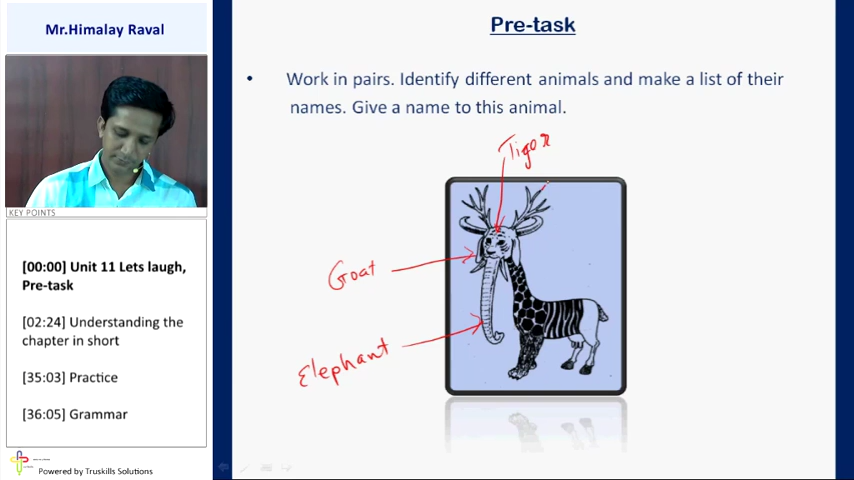 Mr.Himalay Raval
KEY POINTS
[00:00] Unit 11 Lets laugh,
Pre-task
[02:24] Understanding the
chapter in short
[35:03] Practice
[36:05] Grammar
Powered by Truskills Solutions
Pre-task
• Work in pairs. Identify different animals and make a list of their
names. Give a name to this animal.
Tiger
Goat
Elephant